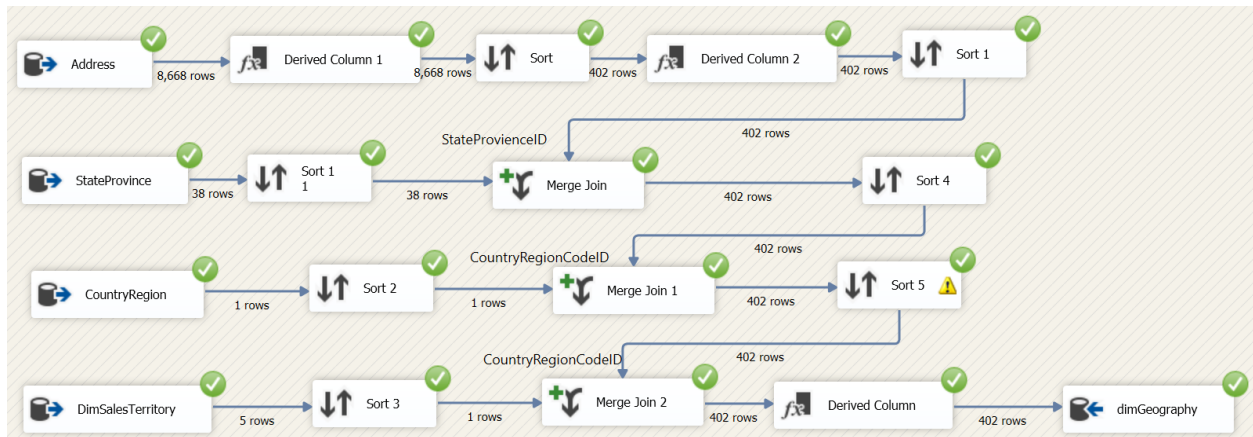 Address
8,668 rows
Derived Column 1
8,668 rows
Sort
402 rows
Derived Column 2
402 rows
Sort 1
402 rows
StateProvienceID
StateProvince
38 rows
Sort 1
1
38 rows
Merge Join
402 rows
Sort 4
402 rows
CountryRegionCodeID
CountryRegion
1 rows
Sort 2
1 rows
Merge Join 1
402 rows
Sort 5
402 rows
CountryRegionCodeID
DimSalesTerritory
5 rows
Sort 3
1 rows
Merge Join 2
402 rows
Derived Column
402 rows
dimGeography